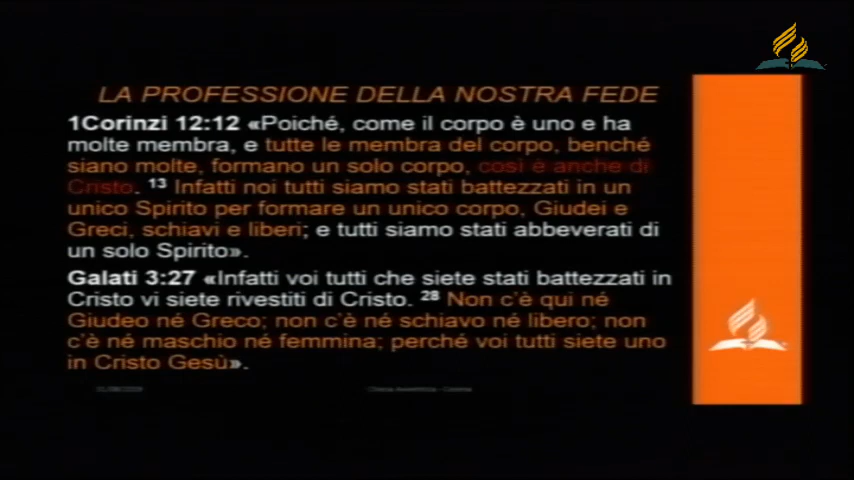 LA PROFESSIONE DELLA NOSTRA FEDE
1Corinzi 12:12 «Poiché, come il corpo è uno e ha
molte membra, e tutte le membra del corpo, benché
siano molte, formano un solo corpo, così è anche di
Cristo. 13 Infatti noi tutti siamo stati battezzati in un
unico Spirito per formare un unico corpo, Giudei e
Greci, schiavi e liberi; e tutti siamo stati abbeverati di
un solo Spirito».
Galati 3:27 «Infatti voi tutti che siete stati battezzati in
Cristo vi siete rivestiti di Cristo. 28 Non c'è qui né
Giudeo né Greco; non c'è né schiavo né libero; non
c'è né maschio né femmina; perché voi tutti siete uno
in Cristo Gesù».